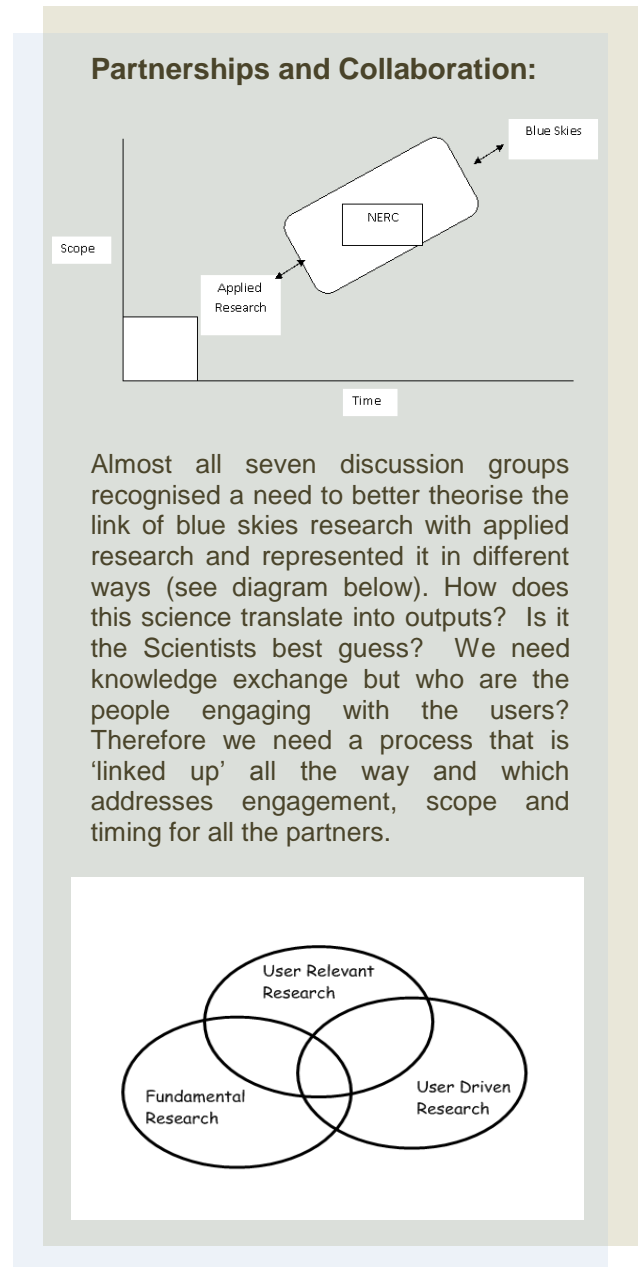 Partnerships and Collaboration:
Blue Skies
NERC
Scope
Applied
Research
Time
Almost all seven discussion groups
recognised a need to better theorise the
link of blue skies research with applied
research and represented it in different
ways (see diagram below). How does
this science translate into outputs? Is it
the Scientists best guess? We need
knowledge exchange but who are the
people engaging with the users?
Therefore we need a process that is
‘linked up’ all the way and which
addresses engagement, scope and
timing for all the partners.
User Relevant
Research
Fundamental
Research
User Driven
Research